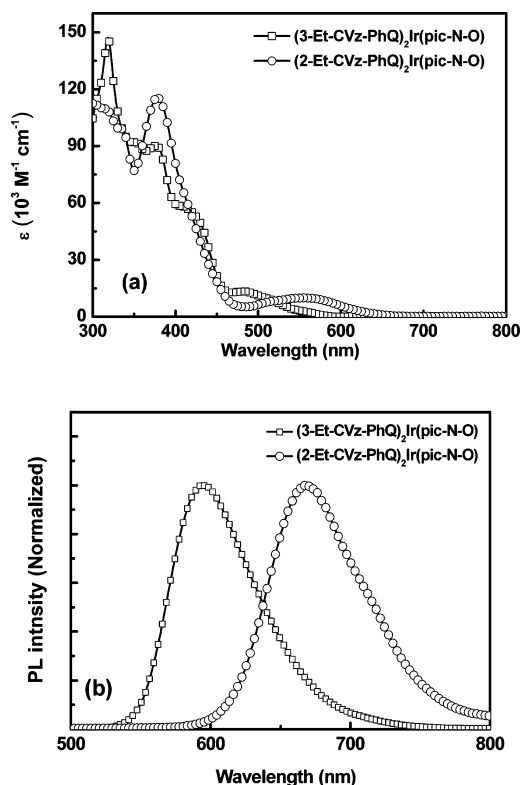 (3-Et-CVz-PhQ)₂Ir(pic-N-O)
(2-Et-CVz-PhQ)₂Ir(pic-N-O)
ε (10³ M⁻¹ cm⁻¹)
150
120
90
60
30
0
(a)
300 400 500 600 700 800
Wavelength (nm)
(3-Et-CVz-PhQ)₂Ir(pic-N-O)
(2-Et-CVz-PhQ)₂Ir(pic-N-O)
PL intnsity (Normalized)
(b)
500 600 700 800
Wavelength (nm)